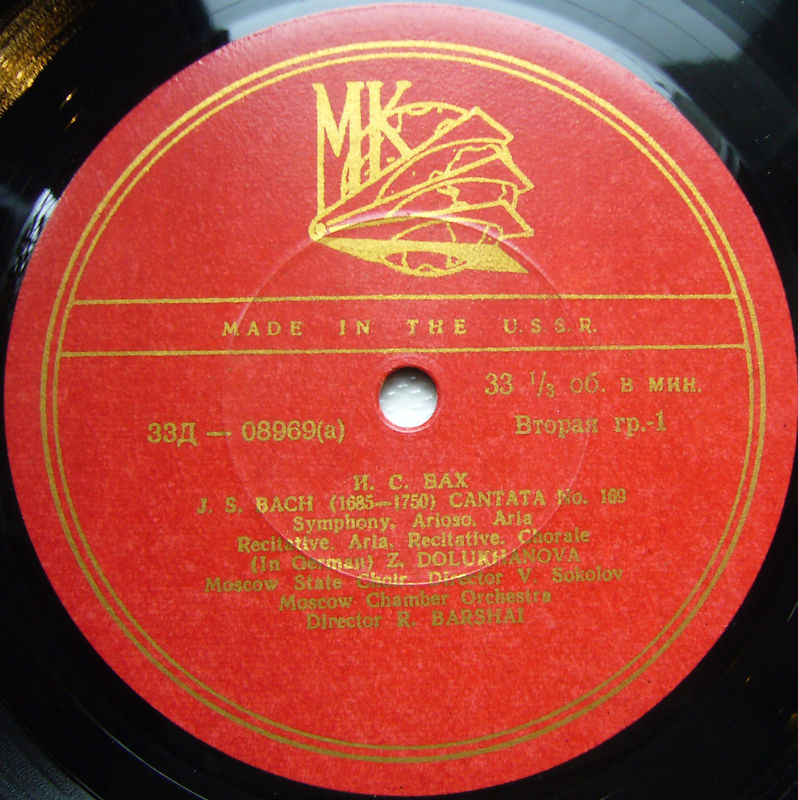 МК
MADE IN THE U.S.S.R.
33 1/3 об. в мин.
33Д — 08969(а)
Вторая гр.-1
И. С. БАХ
J. S. BACH (1685—1750) CANTATA No. 169
Symphony, Arioso, Aria
Recitative, Aria, Recitative, Chorale
(In German) Z. DOLUKHANOVA
Moscow State Choir, Director V. Sokolov
Moscow Chamber Orchestra
Director R. BARSHAI